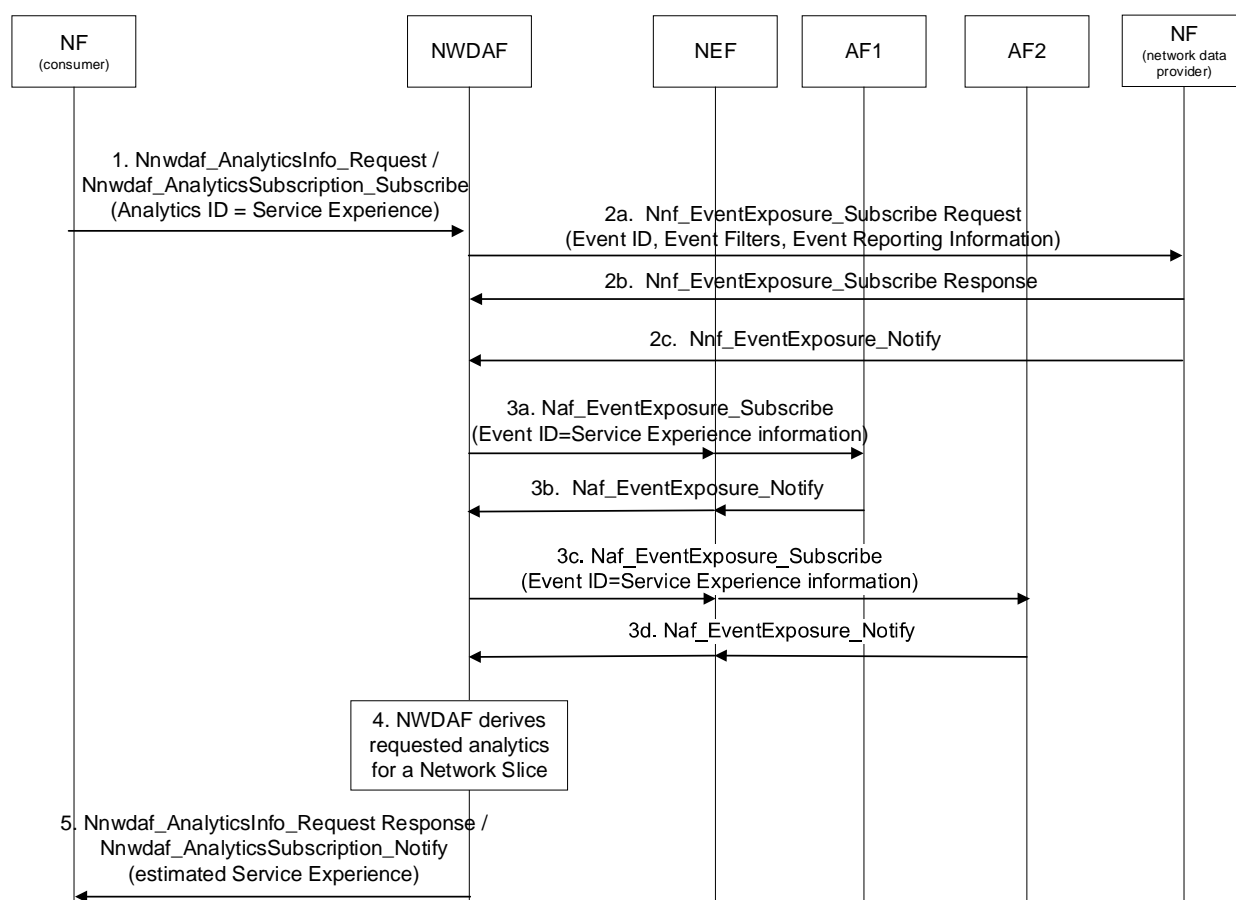 NF
(consumer)
NWDAF
NEF
AF1
AF2
NF
(network data
provider)
1. Nnwdaf_AnalyticsInfo_Request /
Nnwdaf_AnalyticsSubscription_Subscribe
(Analytics ID = Service Experience)
2a. Nnf_EventExposure_Subscribe Request
(Event ID, Event Filters, Event Reporting Information)
2b. Nnf_EventExposure_Subscribe Response
2c. Nnf_EventExposure_Notify
3a. Naf_EventExposure_Subscribe
(Event ID=Service Experience information)
3b. Naf_EventExposure_Notify
3c. Naf_EventExposure_Subscribe
(Event ID=Service Experience information)
3d. Naf_EventExposure_Notify
4. NWDAF derives
requested analytics
for a Network Slice
5. Nnwdaf_AnalyticsInfo_Request Response /
Nnwdaf_AnalyticsSubscription_Notify
(estimated Service Experience)